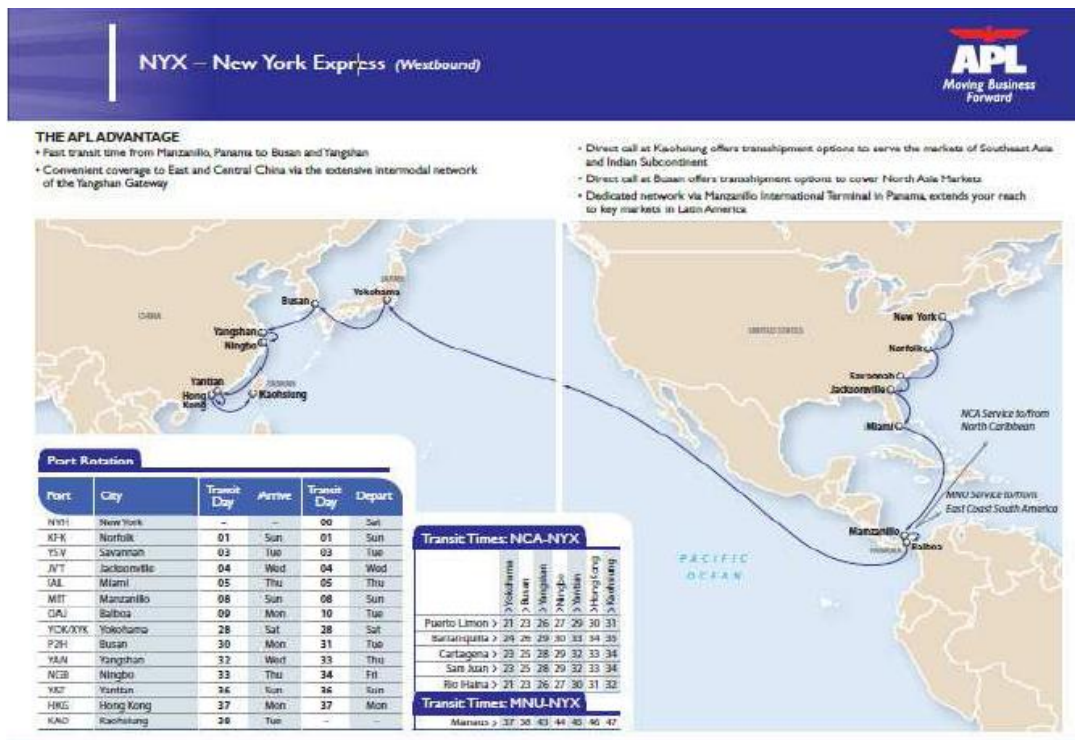 NYX – New York Express (Westbound)
APL
Moving Business
Forward
THE APL ADVANTAGE
• Fast transit time from Manzanillo, Panama to Busan and Yangshan
• Convenient coverage to East and Central China via the extensive intermodal network
of the Yangshan Gateway
• Direct call at Kaohsiung offers transshipment options to serve the markets of Southeast Asia
and Indian Subcontinent
• Direct call at Busan offers transshipment options to cover North Asia Markets
• Dedicated network via Manzanillo International Terminal in Panama, extends your reach
to key markets in Latin America
CHINA
JAPAN
Yokohama
Busan
Yangshan
Ningbo
Yantian
Hong
Kong
TAIWAN
Kaohsiung
UNITED STATES
New York
Norfolk
Savannah
Jacksonville
Miami
NCA Service to/from
North Caribbean
MNU Service to/from
East Coast South America
Manzanillo
PANAMA
Balboa
PACIFIC
OCEAN
Port Rotation
Port City Transit Day Arrive Transit Day Depart
New York – – 00 Sat
Norfolk 01 Sun 01 Sun
Savannah 03 Tue 03 Tue
Jacksonville 04 Wed 04 Wed
Miami 05 Thu 05 Thu
MIT Manzanillo 08 Sun 08 Sun
Balboa 09 Mon 10 Tue
YOK/XYK Yokohama 28 Sat 28 Sat
Busan 30 Mon 31 Tue
Yangshan 32 Wed 33 Thu
NGB Ningbo 33 Thu 34 Fri
Yantian 36 Sun 36 Sun
HKG Hong Kong 37 Mon 37 Mon
KAO Kaohsiung 38 Tue – –
Transit Times: NCA-NYX
>Yokohama >Busan >Yangshan >Ningbo >Yantian >Hong Kong >Kaohsiung
Puerto Limon > 21 23 26 27 29 30 31
Barranquilla > 24 26 29 30 33 34 35
Cartagena > 23 25 28 29 32 33 34
San Juan > 23 25 28 29 32 33 34
Rio Haina > 21 23 26 27 30 31 32
Transit Times: MNU-NYX
Manaus > 37 38 43 44 45 46 47